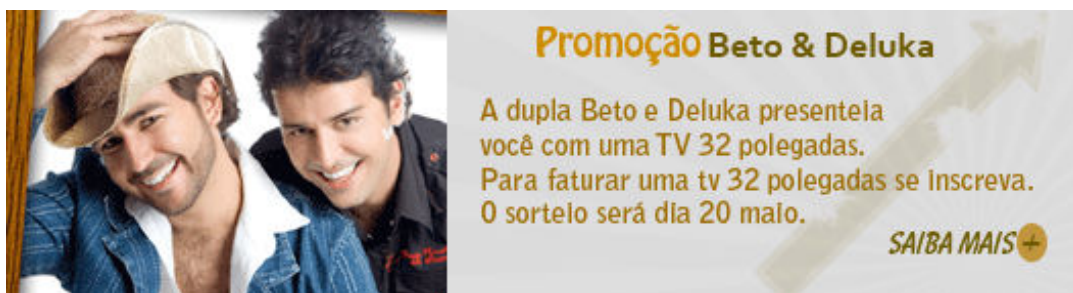 Promoção Beto & Deluka
A dupla Beto e Deluka presenteia
você com uma TV 32 polegadas.
Para faturar uma tv 32 polegadas se inscreva.
O sorteio será dia 20 maio.
SAIBA MAIS +